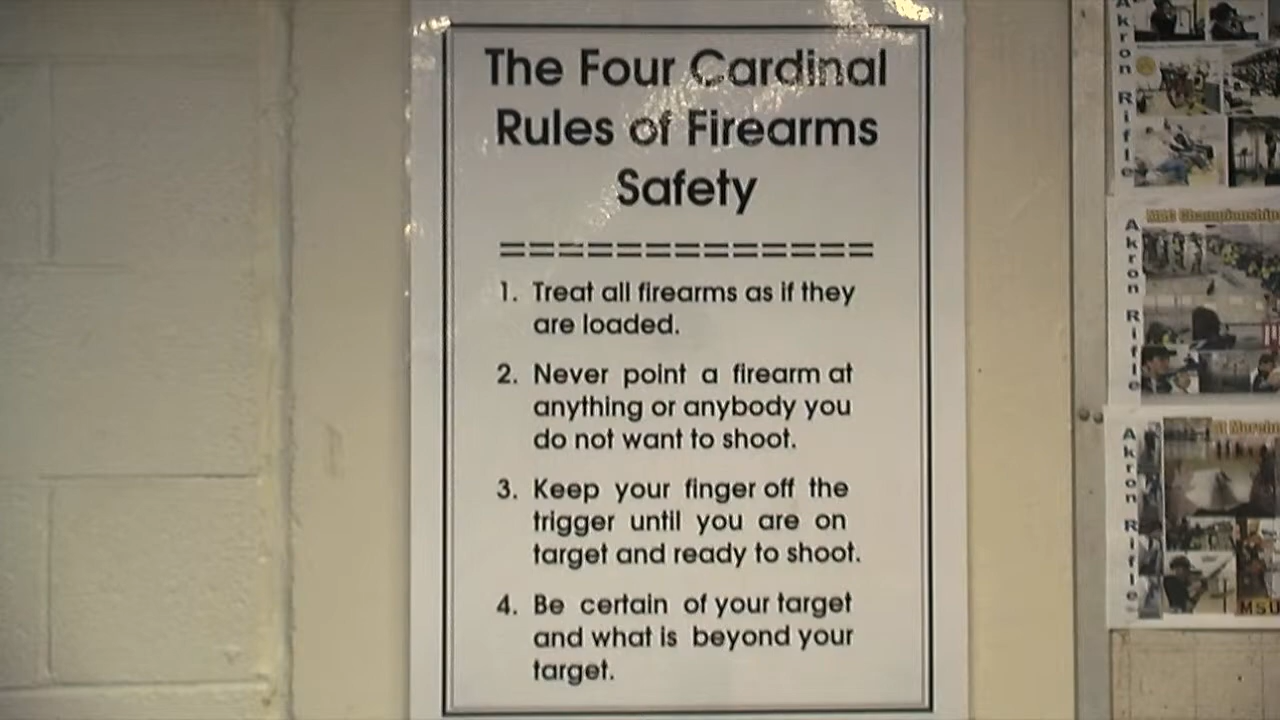 The Four Cardinal
Rules of Firearms
Safety
==============
1. Treat all firearms as if they
are loaded.
2. Never point a firearm at
anything or anybody you
do not want to shoot.
3. Keep your finger off the
trigger until you are on
target and ready to shoot.
4. Be certain of your target
and what is beyond your
target.
Akron Rifle
Akron Rifle
Championship
Akron Rifle
MSU